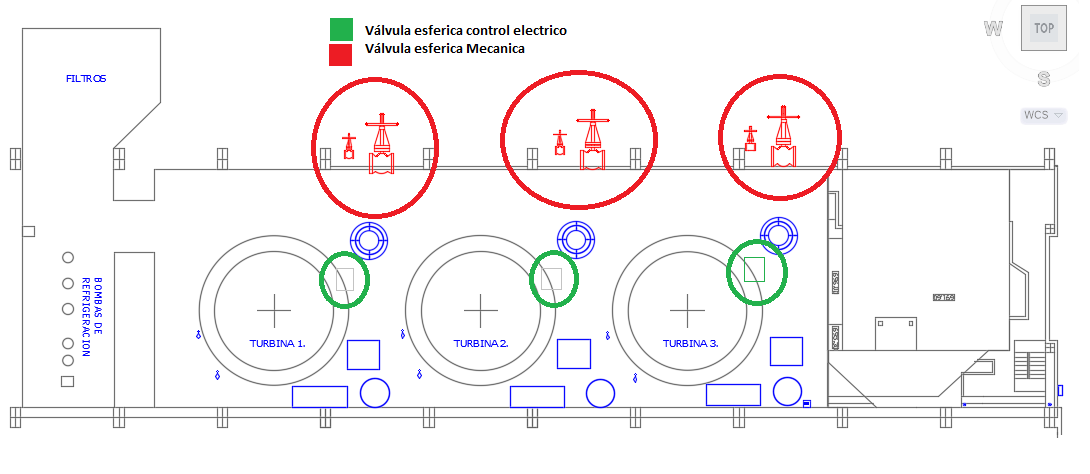 Válvula esferica control electrico
Válvula esferica Mecanica
W
TOP
S
WCS
FILTROS
BOMBAS DE
REFRIGERACION
TURBINA 1.
TURBINA 2.
TURBINA 3.